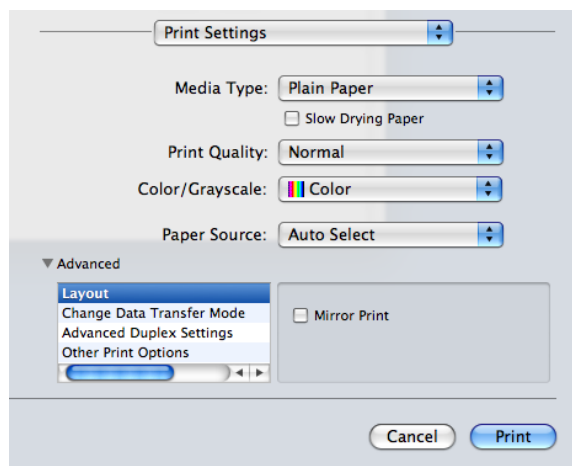 Print Settings
Media Type: Plain Paper
Slow Drying Paper
Print Quality: Normal
Color/Grayscale: Color
Paper Source: Auto Select
Advanced
Layout
Change Data Transfer Mode
Advanced Duplex Settings
Other Print Options
Mirror Print
Cancel Print